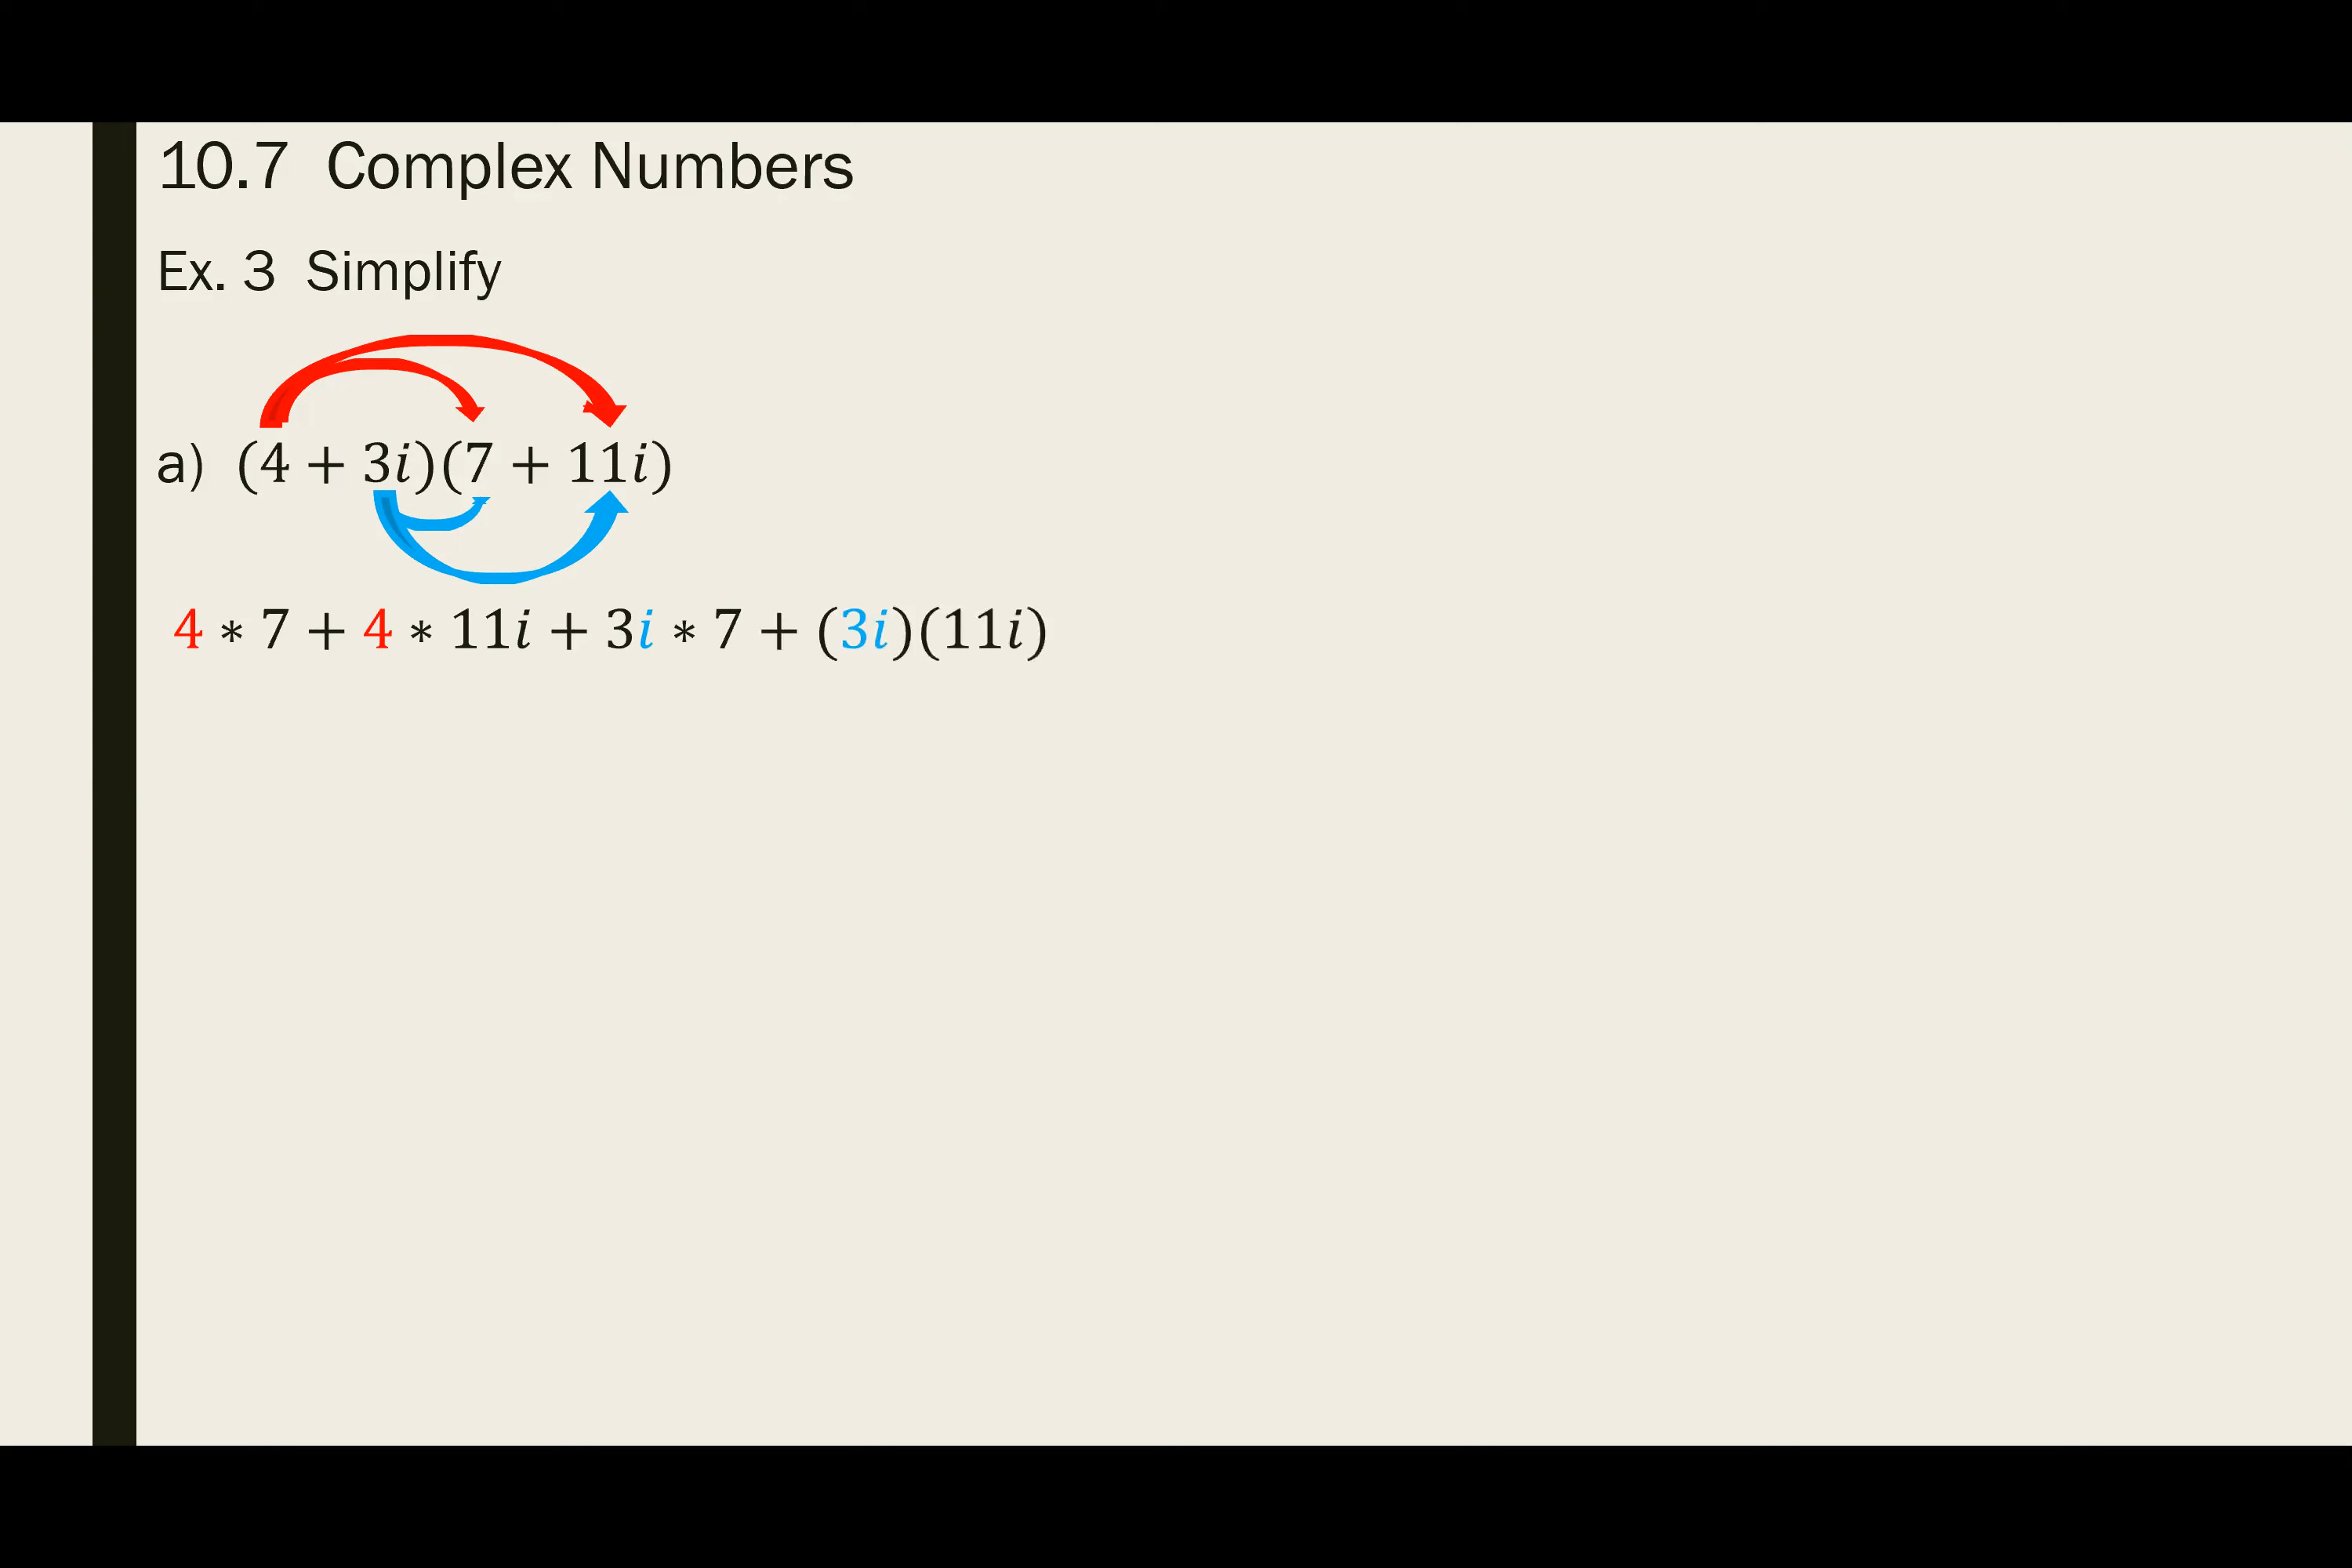 10.7 Complex Numbers
Ex. 3 Simplify
a) (4 + 3i)(7 + 11i)
4 * 7 + 4 * 11i + 3i * 7 + (3i)(11i)